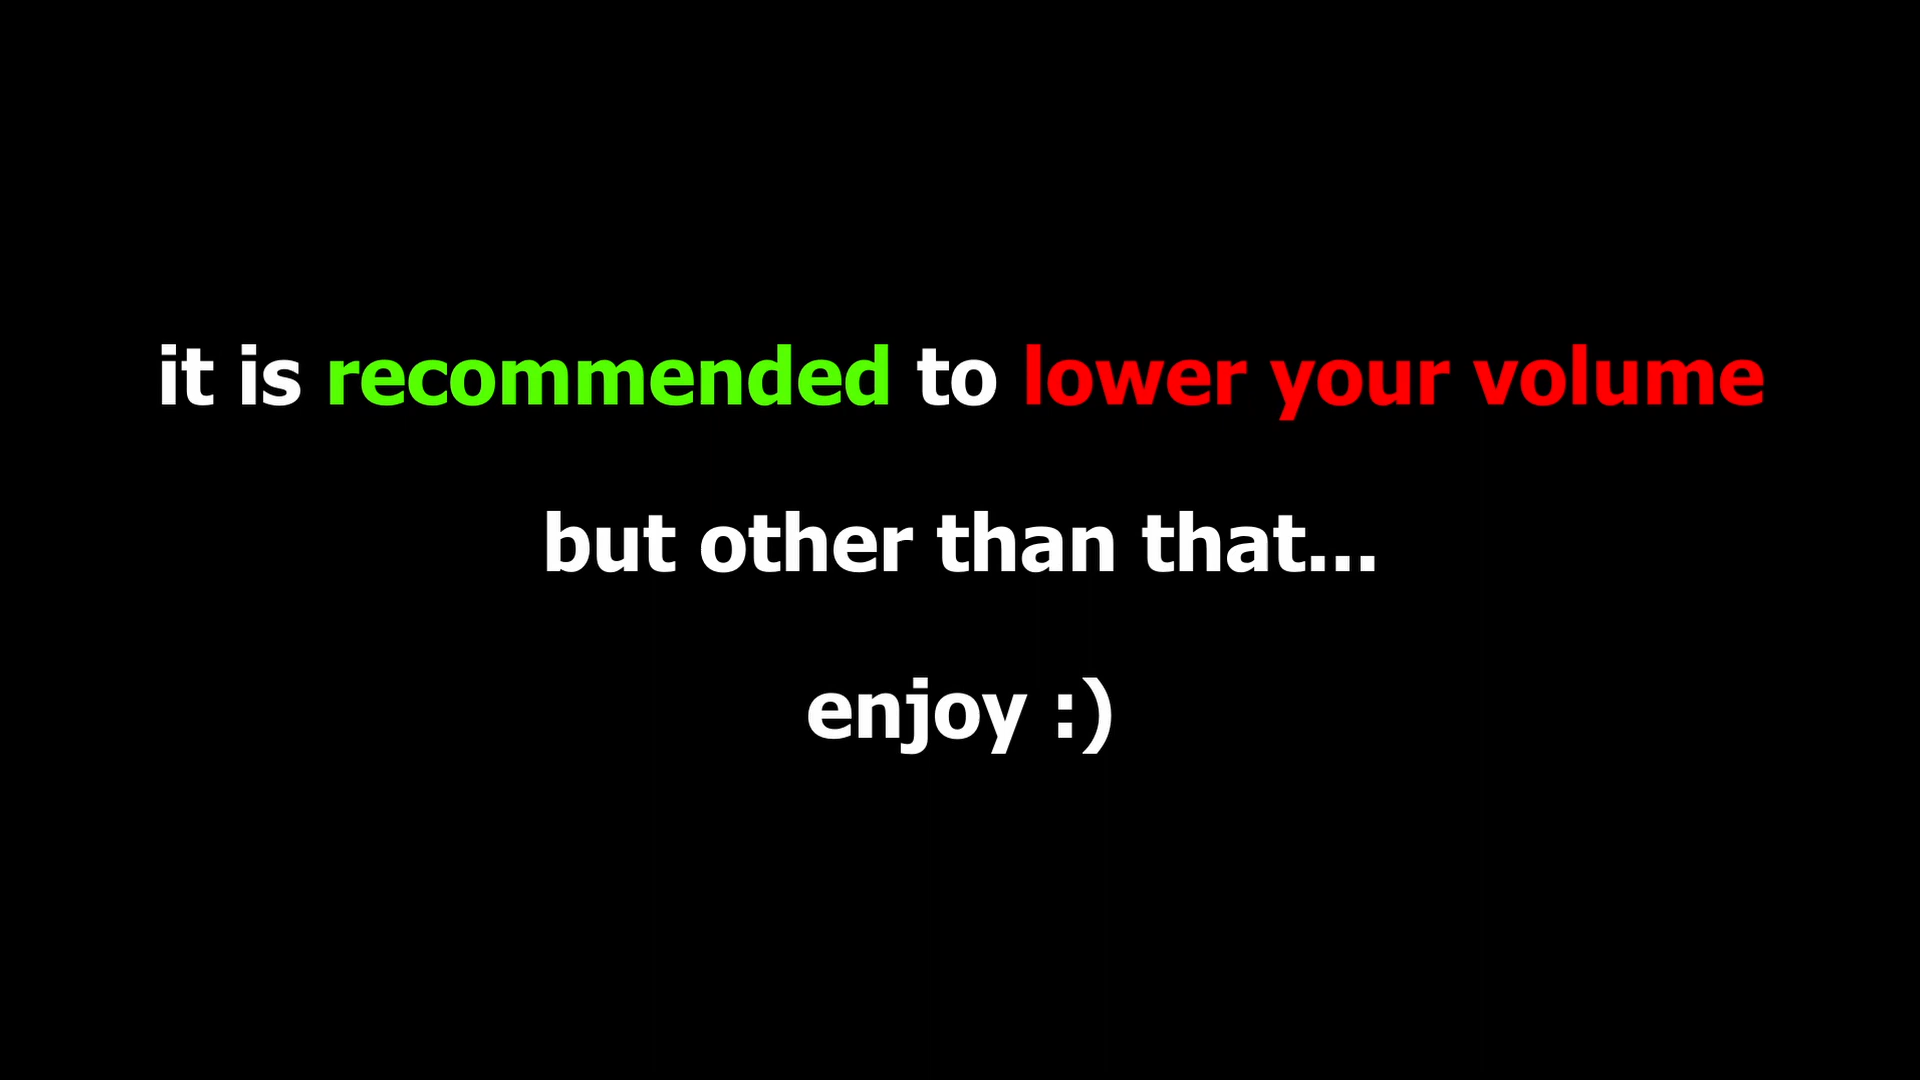 it is recommended to lower your volume
but other than that...
enjoy :)